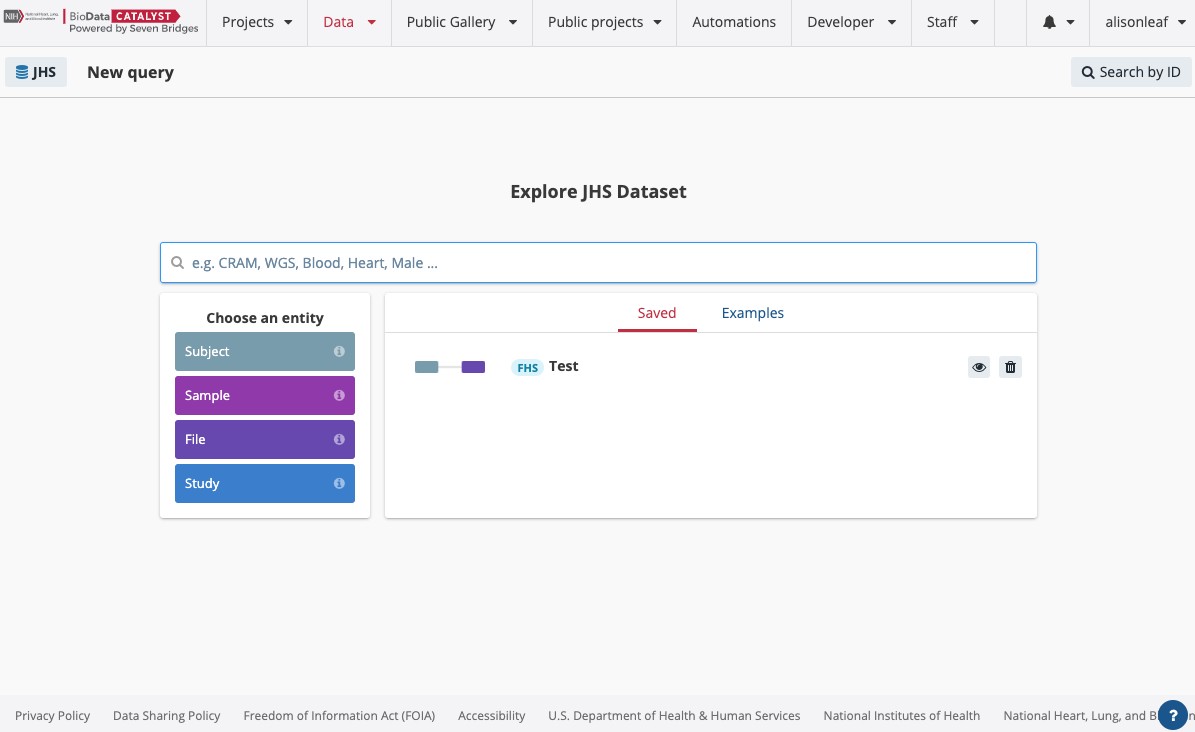 NIH BioData CATALYST
Powered by Seven Bridges
Projects Data Public Gallery Public projects Automations Developer Staff alisonleaf
JHS New query Search by ID
Explore JHS Dataset
e.g. CRAM, WGS, Blood, Heart, Male ...
Choose an entity
Subject
Sample
File
Study
Saved Examples
FHS Test
Privacy Policy Data Sharing Policy Freedom of Information Act (FOIA) Accessibility U.S. Department of Health & Human Services National Institutes of Health National Heart, Lung, and B
?